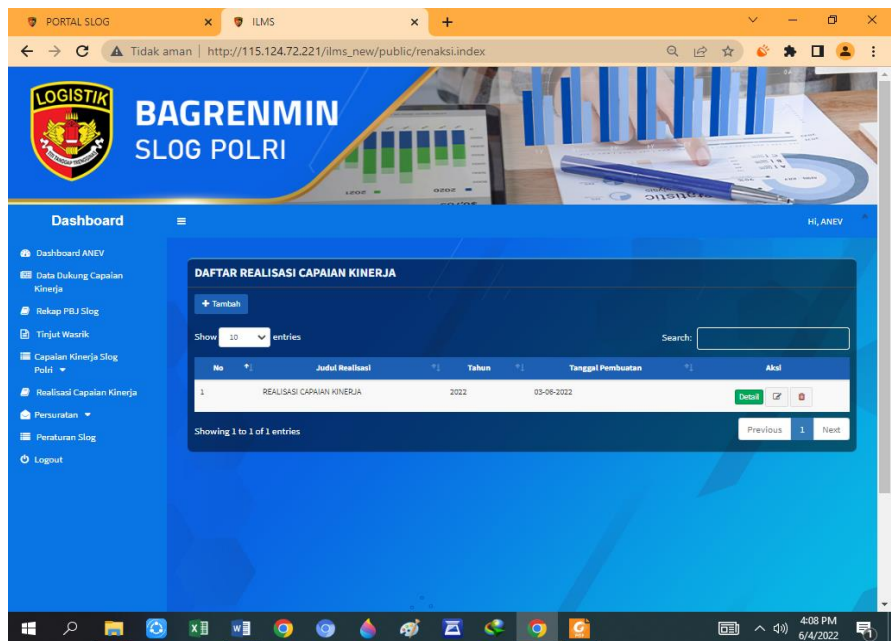 PORTAL SLOG
ILMS
Tidak aman | http://115.124.72.221/ilms_new/public/renaksi.index
LOGISTIK
BAGRENMIN
SLOG POLRI
Dashboard
Hi, ANEV
Dashboard ANEV
Data Dukung Capaian
Kinerja
Rekap PBJ Slog
Tinjut Wasrik
Capaian Kinerja Slog
Polri
Realisasi Capaian Kinerja
Persuratan
Peraturan Slog
Logout
DAFTAR REALISASI CAPAIAN KINERJA
+ Tambah
Show 10 entries
Search:
No Judul Realisasi Tahun Tanggal Pembuatan Aksi
1 REALISASI CAPAIAN KINERJA 2022 03-06-2022 Detail
Showing 1 to 1 of 1 entries
Previous 1 Next
4:08 PM
6/4/2022